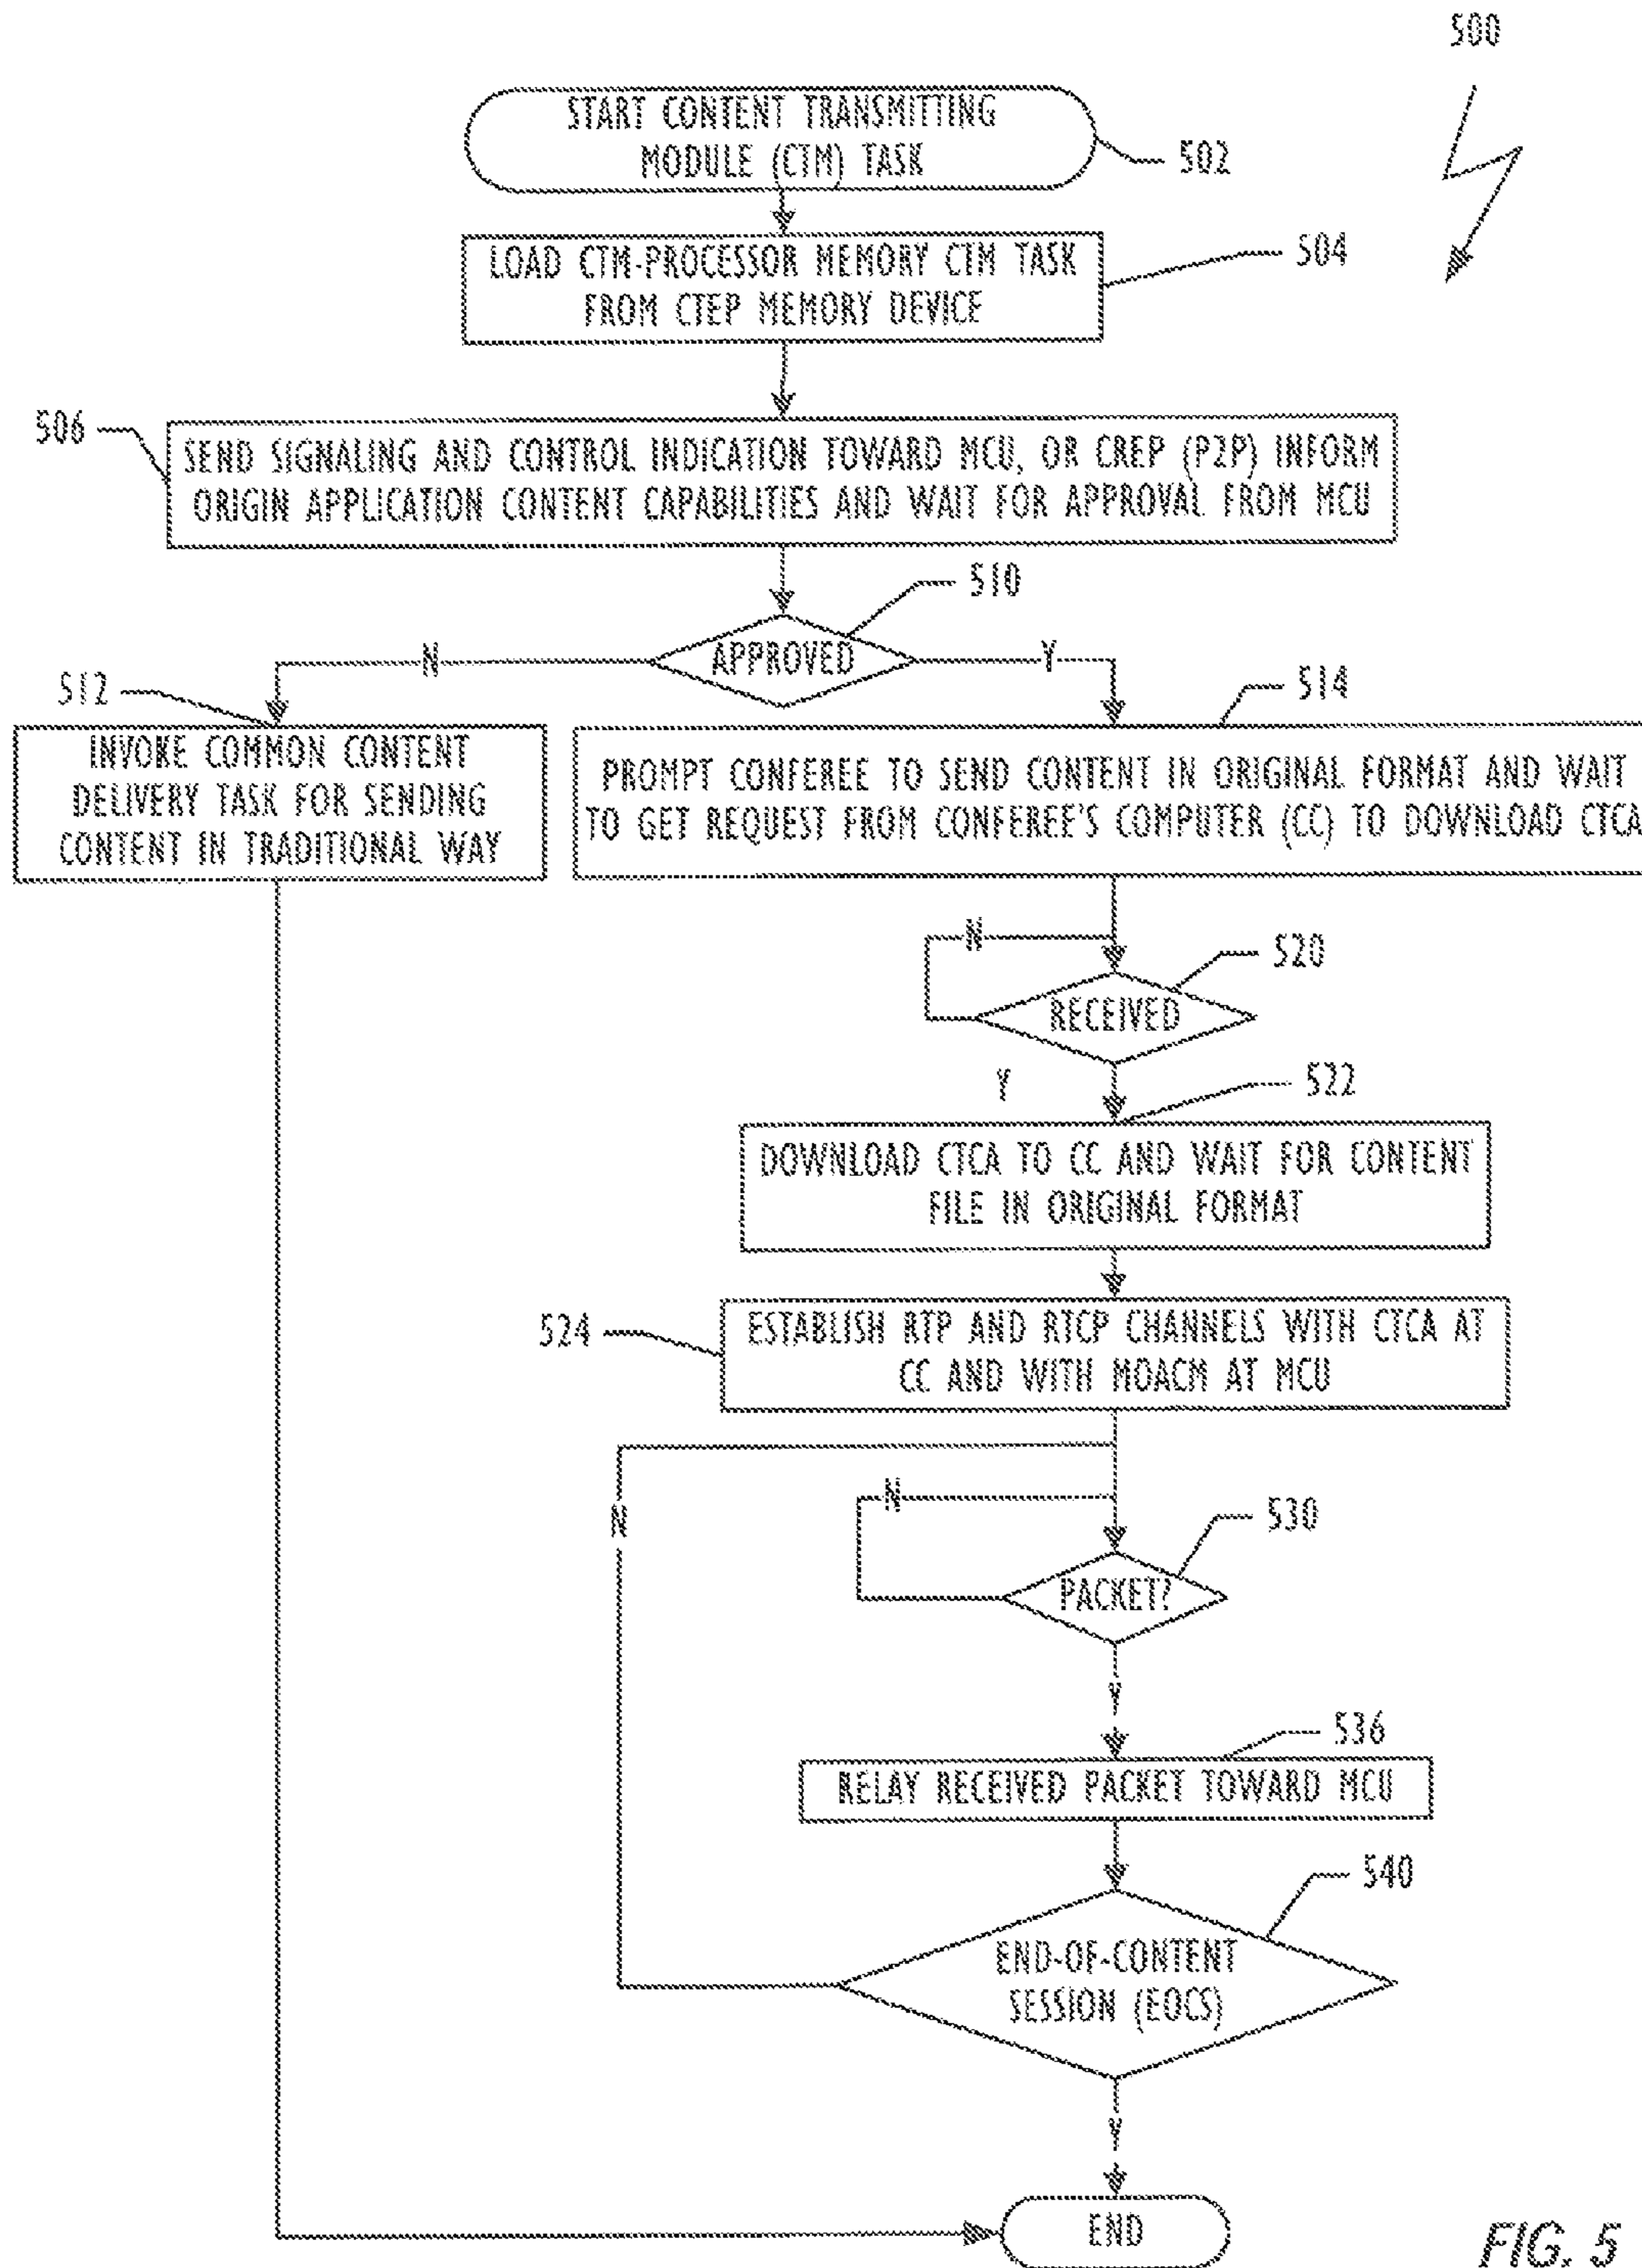 500
START CONTENT TRANSMITTING
MODULE (CTM) TASK
502
LOAD CTM-PROCESSOR MEMORY CTM TASK
FROM CTEP MEMORY DEVICE
504
506
SEND SIGNALING AND CONTROL INDICATION TOWARD MCU, OR CREP (P2P) INFORM
ORIGIN APPLICATION CONTENT CAPABILITIES AND WAIT FOR APPROVAL FROM MCU
510
APPROVED
N
Y
512
INVOKE COMMON CONTENT
DELIVERY TASK FOR SENDING
CONTENT IN TRADITIONAL WAY
514
PROMPT CONFEREE TO SEND CONTENT IN ORIGINAL FORMAT AND WAIT
TO GET REQUEST FROM CONFEREE'S COMPUTER (CC) TO DOWNLOAD CTCA
N
520
RECEIVED
Y
522
DOWNLOAD CTCA TO CC AND WAIT FOR CONTENT
FILE IN ORIGINAL FORMAT
524
ESTABLISH RTP AND RTCP CHANNELS WITH CTCA AT
CC AND WITH MOACM AT MCU
N
N
530
PACKET?
Y
536
RELAY RECEIVED PACKET TOWARD MCU
540
END-OF-CONTENT
SESSION (EOCS)
Y
END
FIG. 5